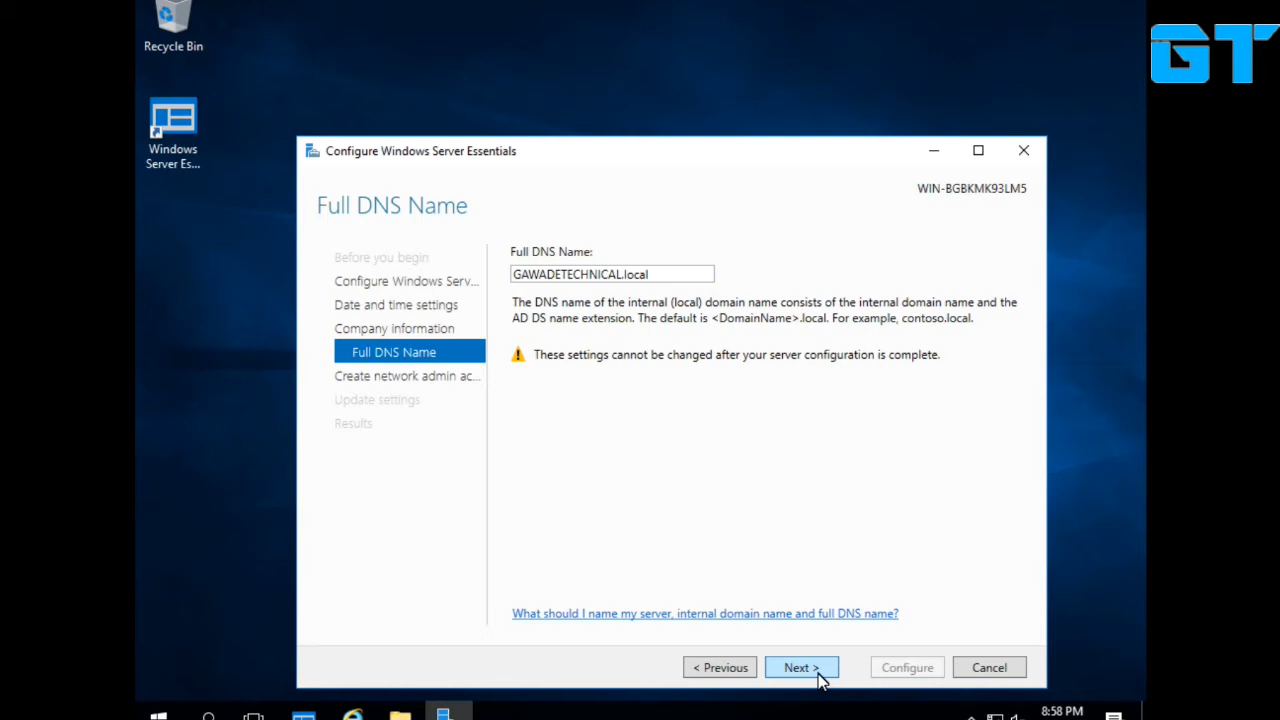 GT
Recycle Bin
Windows
Server Es...
Configure Windows Server Essentials
WIN-BGBKMK93LM5
Full DNS Name
Before you begin
Configure Windows Serv...
Date and time settings
Company information
Full DNS Name
Create network admin ac...
Update settings
Results
Full DNS Name:
GAWADETECHNICAL.local
The DNS name of the internal (local) domain name consists of the internal domain name and the
AD DS name extension. The default is <DomainName>.local. For example, contoso.local.
These settings cannot be changed after your server configuration is complete.
What should I name my server, internal domain name and full DNS name?
< Previous
Next >
Configure
Cancel
8:58 PM